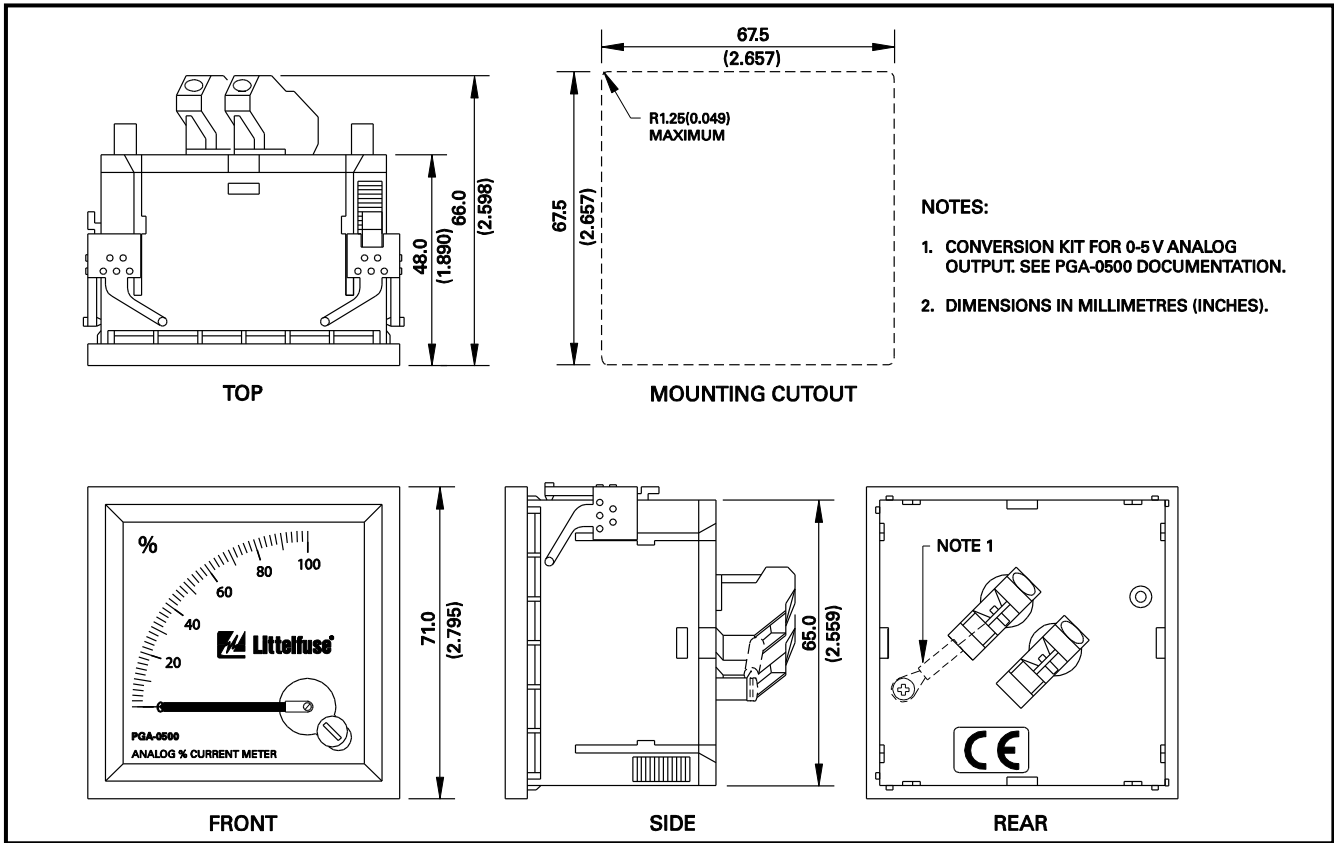 67.5
(2.657)
R1.25(0.049)
MAXIMUM
67.5
(2.657)
48.0
(1.890)
66.0
(2.598)
TOP
MOUNTING CUTOUT
NOTES:
1. CONVERSION KIT FOR 0-5 V ANALOG
OUTPUT. SEE PGA-0500 DOCUMENTATION.
2. DIMENSIONS IN MILLIMETRES (INCHES).
%
20
40
60
80
100
Littelfuse®
PGA-0500
ANALOG % CURRENT METER
71.0
(2.795)
FRONT
65.0
(2.559)
SIDE
NOTE 1
CE
REAR